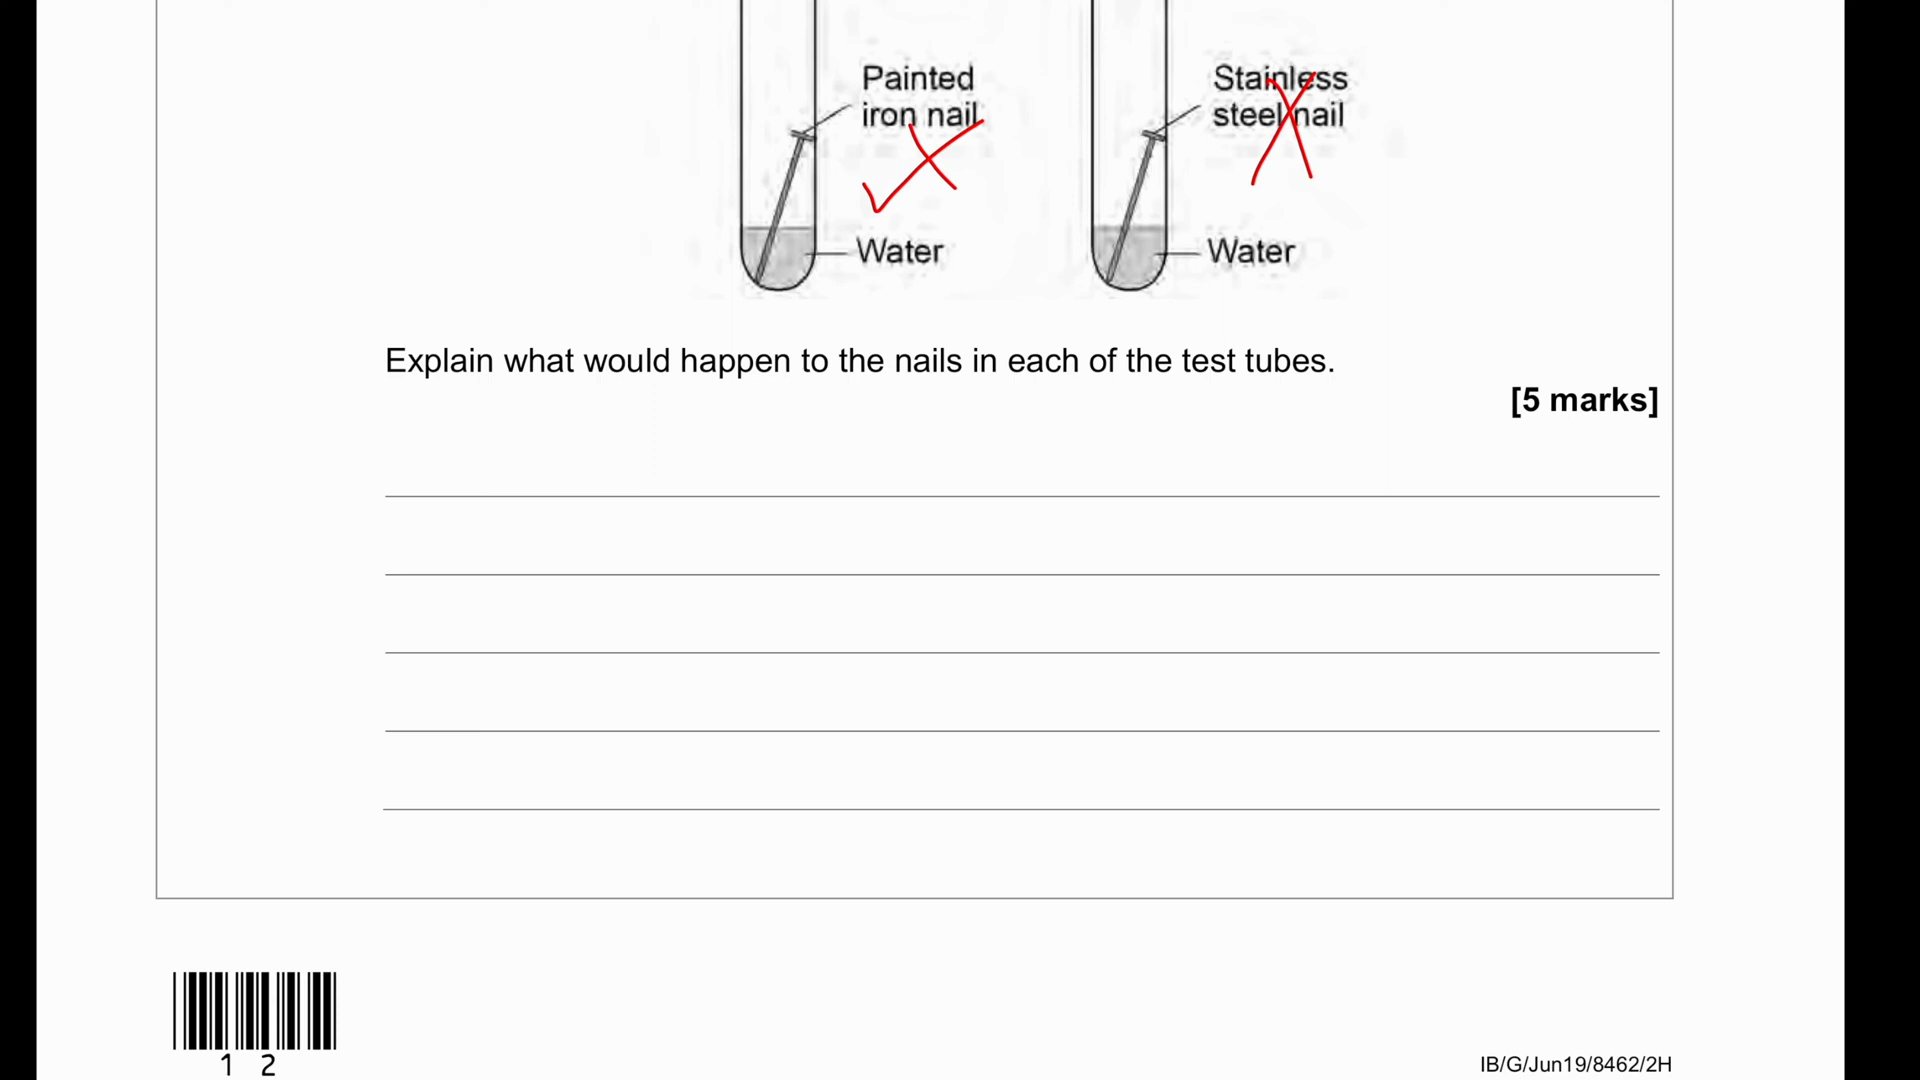 Painted
iron nail
Stainless
steel nail
Water
Water
Explain what would happen to the nails in each of the test tubes.
[5 marks]
1 2
IB/G/Jun19/8462/2H